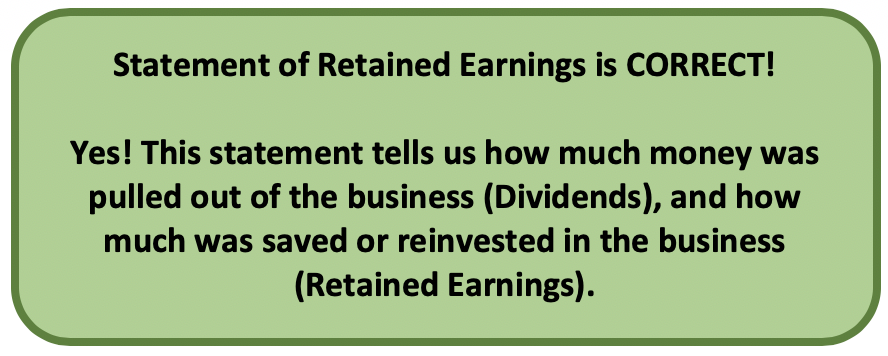 Statement of Retained Earnings is CORRECT!
Yes! This statement tells us how much money was
pulled out of the business (Dividends), and how
much was saved or reinvested in the business
(Retained Earnings).